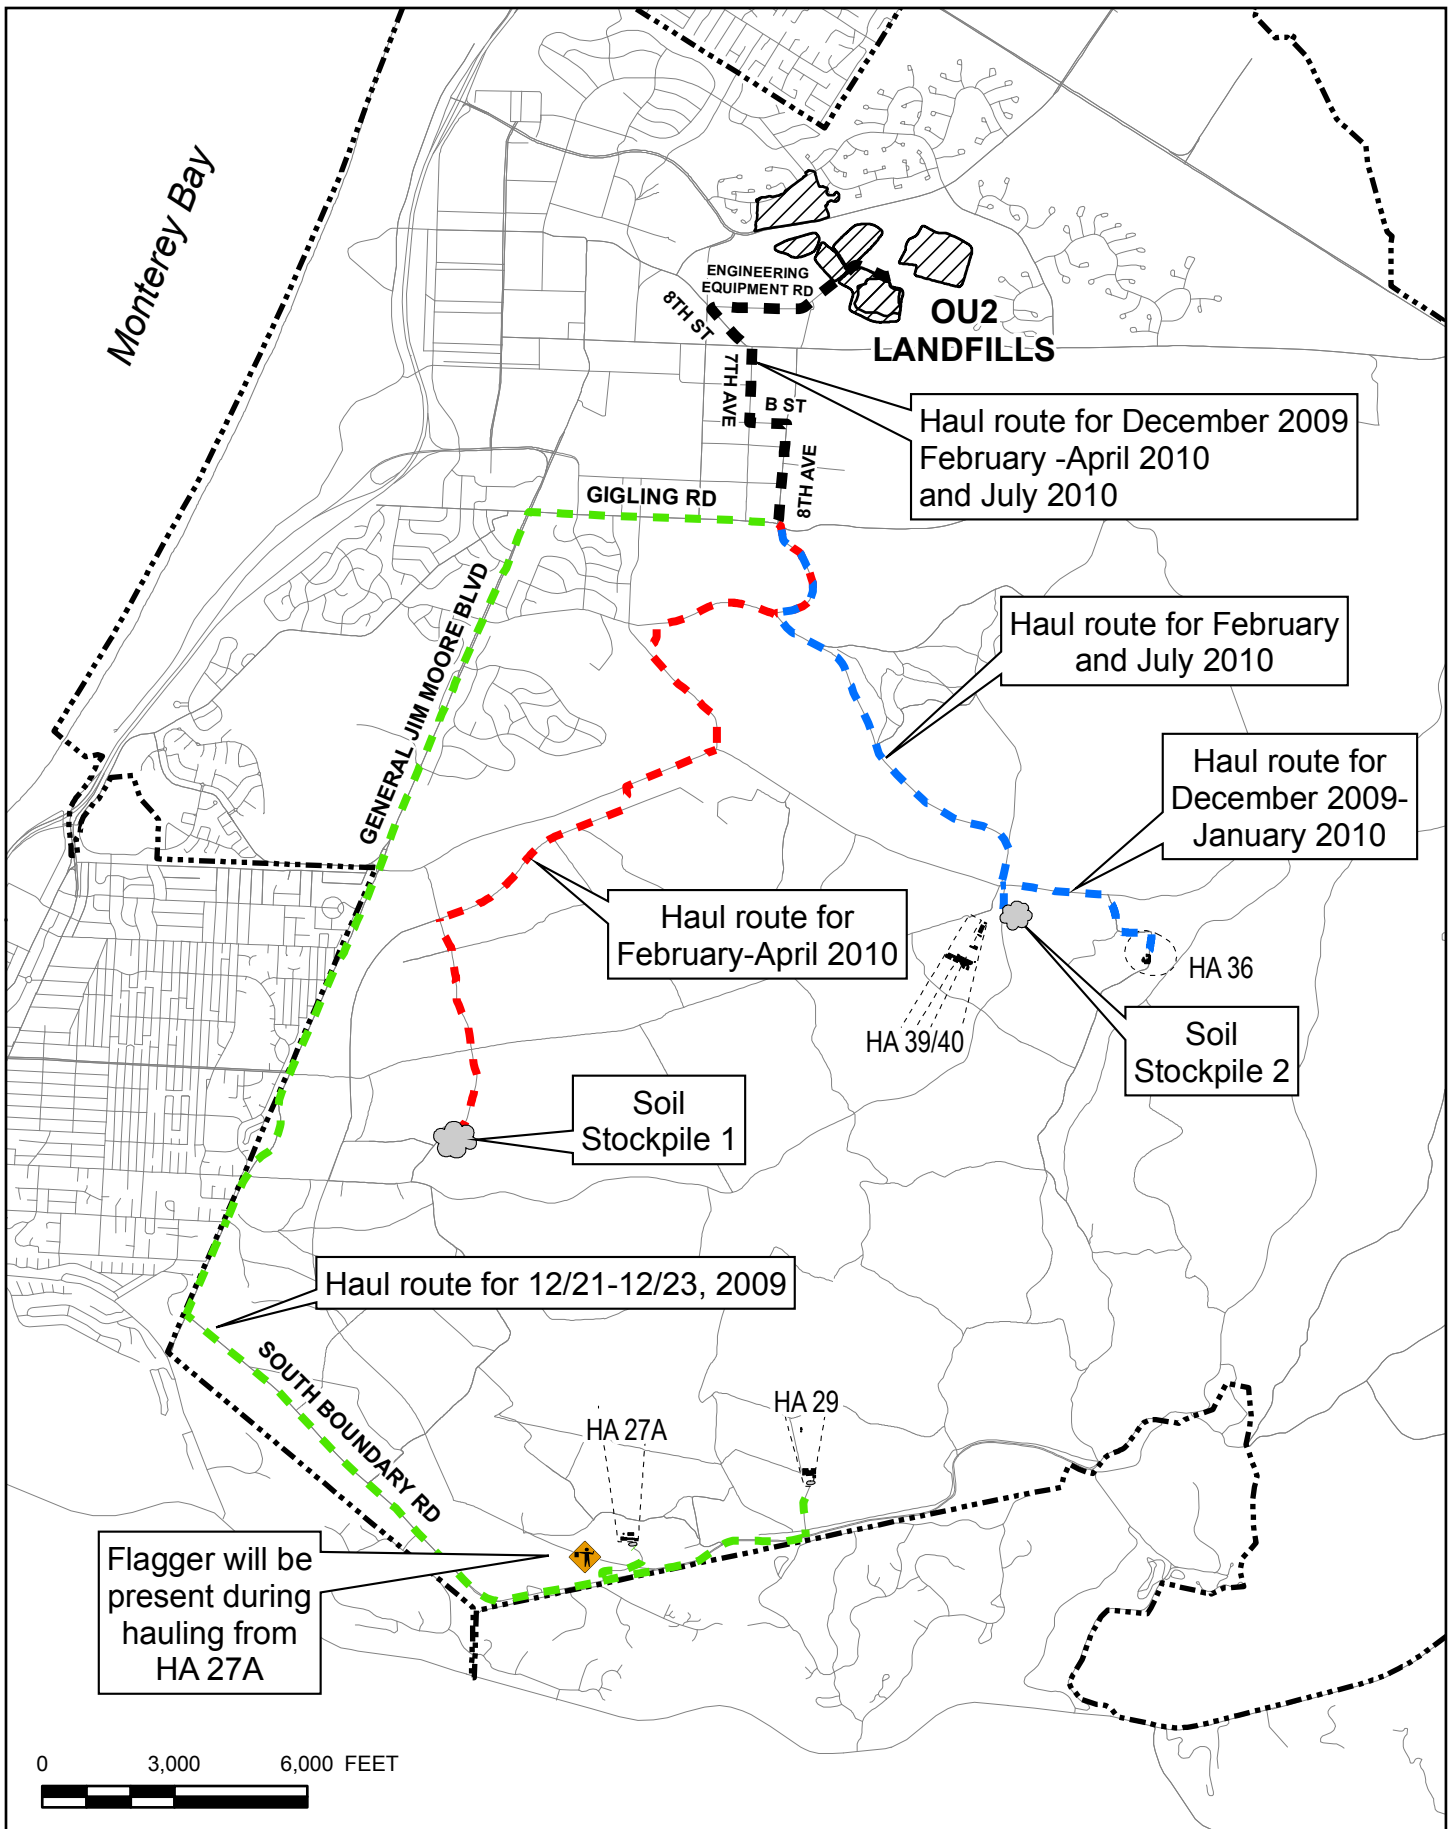 Monterey Bay
ENGINEERING
EQUIPMENT RD
8TH ST
OU2
LANDFILLS
7TH AVE
B ST
Haul route for December 2009
February -April 2010
and July 2010
8TH AVE
GIGLING RD
GENERAL JIM MOORE BLVD
Haul route for February
and July 2010
Haul route for
December 2009-
January 2010
Haul route for
February-April 2010
HA 36
HA 39/40
Soil
Stockpile 2
Soil
Stockpile 1
Haul route for 12/21-12/23, 2009
SOUTH BOUNDARY RD
HA 29
HA 27A
Flagger will be
present during
hauling from
HA 27A
0 3,000 6,000 FEET